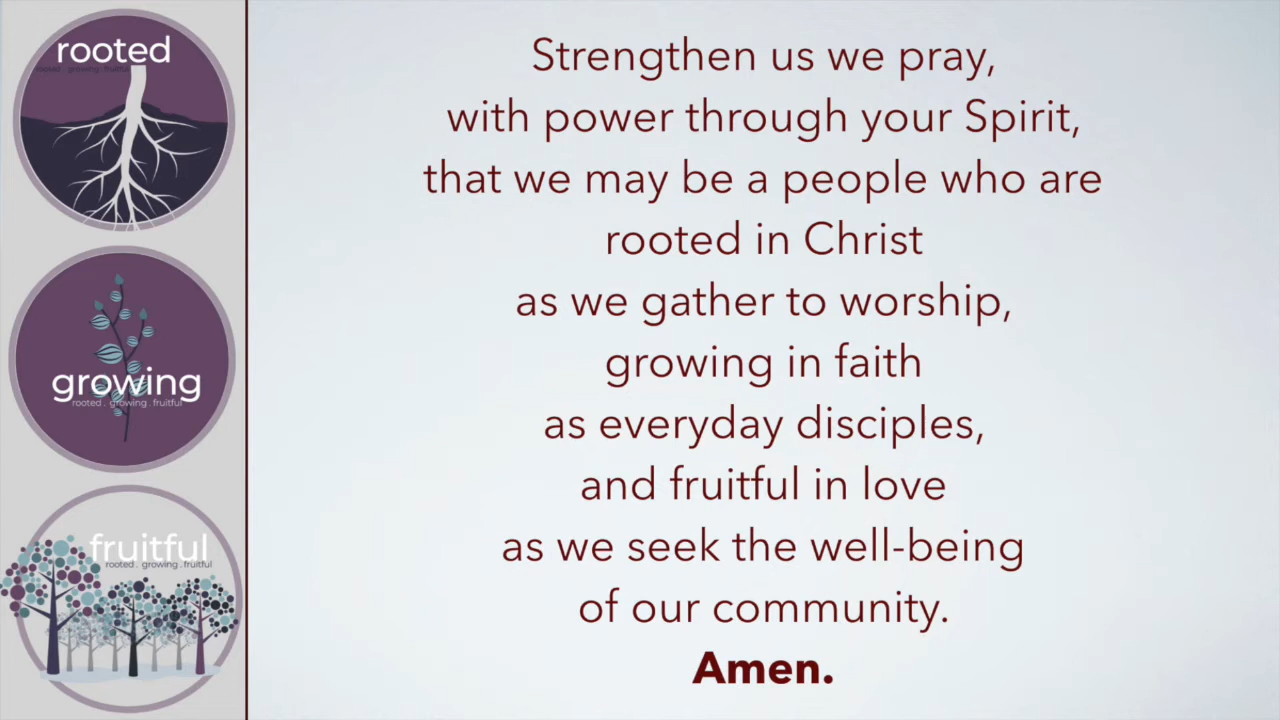 rooted
rooted . growing . fruitful
growing
rooted . growing . fruitful
fruitful
rooted . growing . fruitful
Strengthen us we pray,
with power through your Spirit,
that we may be a people who are
rooted in Christ
as we gather to worship,
growing in faith
as everyday disciples,
and fruitful in love
as we seek the well-being
of our community.
Amen.